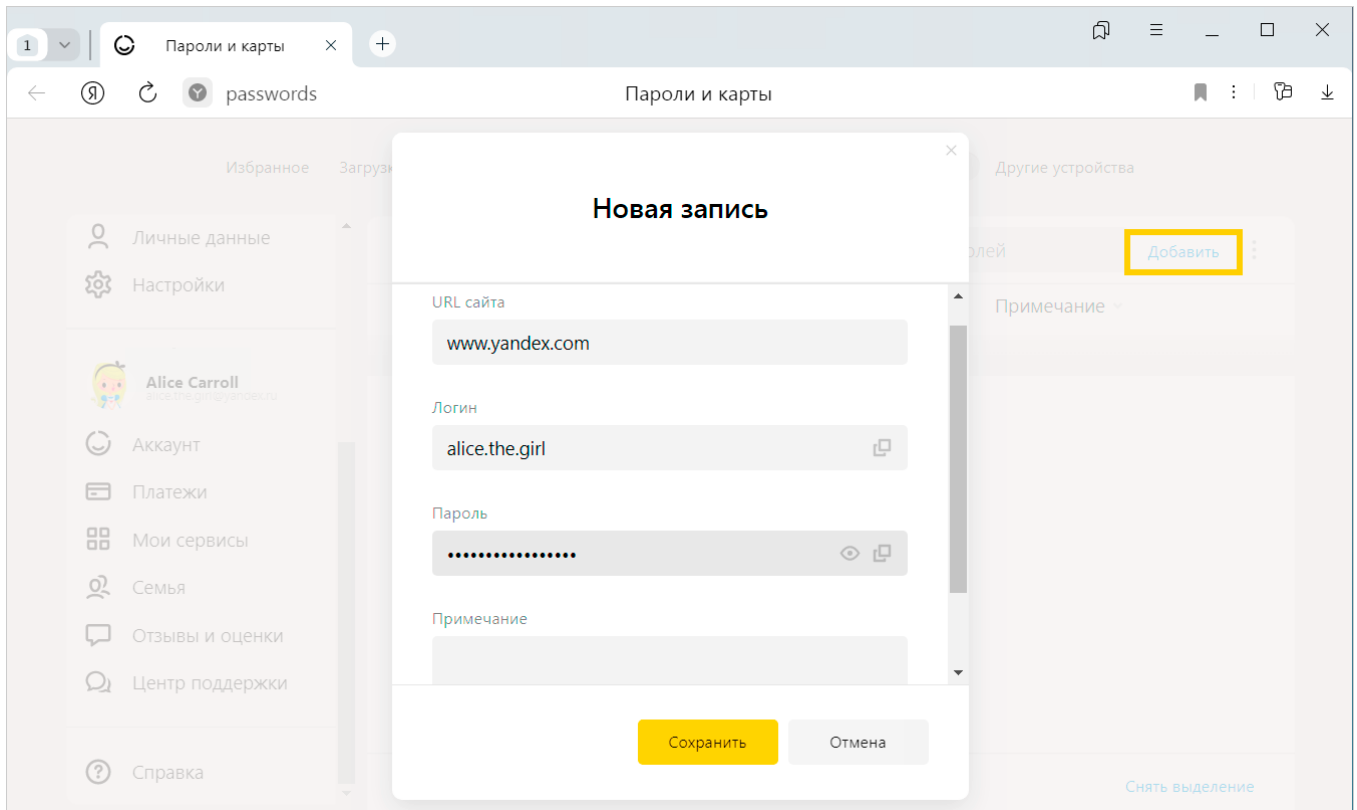 1
Пароли и карты
passwords
Пароли и карты
Избранное
Загрузк
Другие устройства
Новая запись
Личные данные
Настройки
Добавить
Примечание
URL сайта
www.yandex.com
Alice Carroll
alice.the.girl@yandex.ru
Логин
alice.the.girl
Аккаунт
Платежи
Пароль
•••••••••••••••••
Мои сервисы
Семья
Примечание
Отзывы и оценки
Центр поддержки
Сохранить
Отмена
Справка
Снять выделение